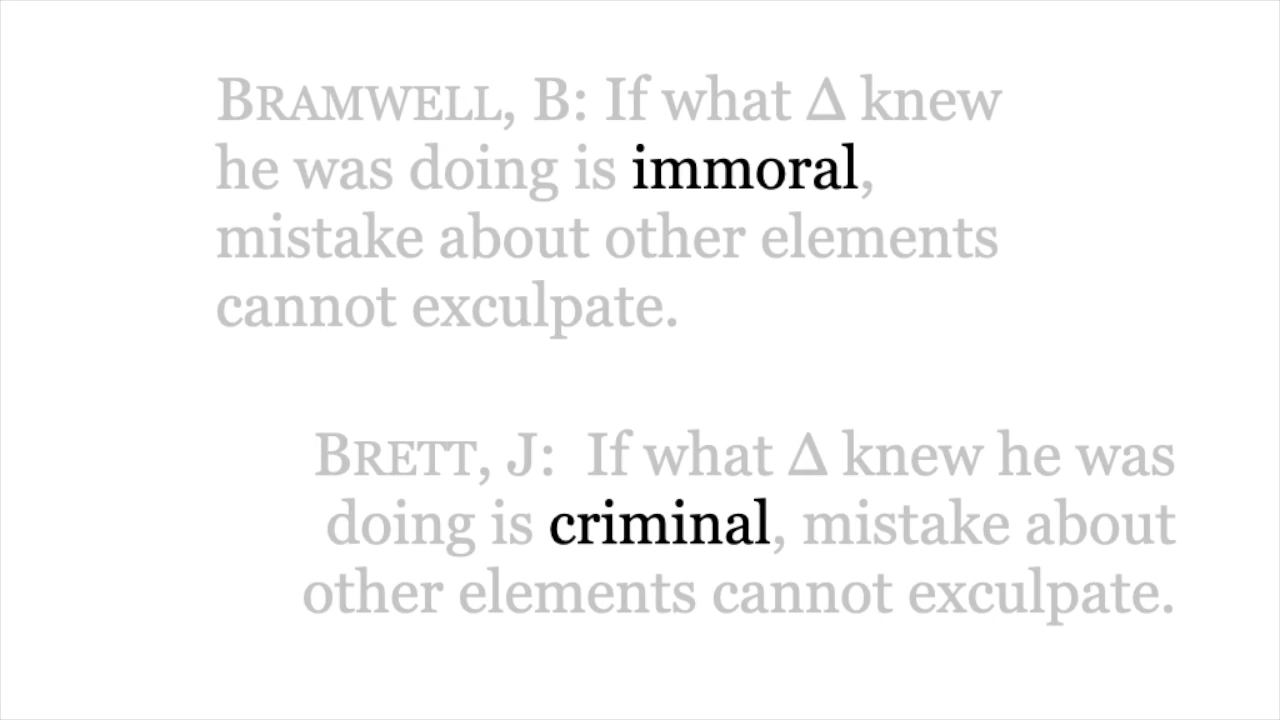 BRAMWELL, B: If what Δ knew
he was doing is immoral,
mistake about other elements
cannot exculpate.
BRETT, J:  If what Δ knew he was
doing is criminal, mistake about
other elements cannot exculpate.